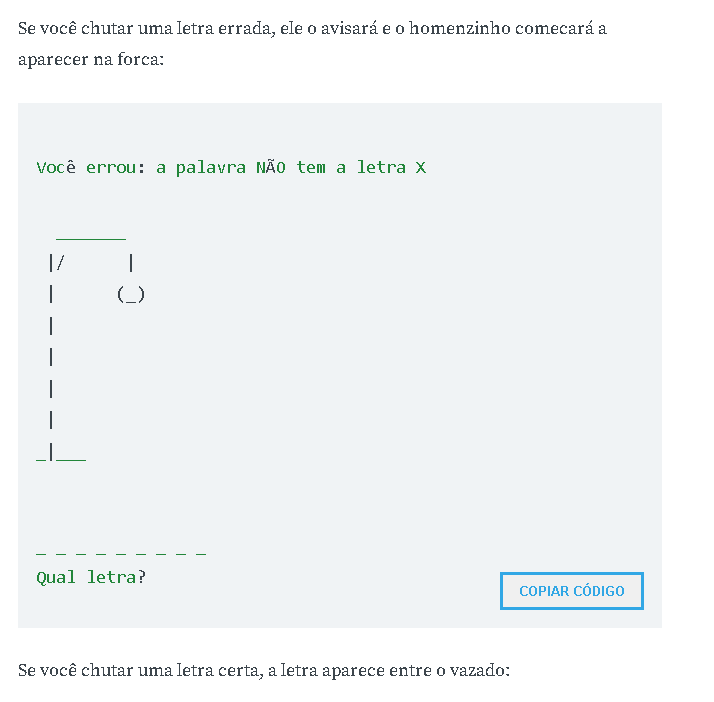 Se você chutar uma letra errada, ele o avisará e o homenzinho comecará a
aparecer na forca:
Você errou: a palavra NÃO tem a letra X
  _______
 |/      |
 |      (_)
 |
 |
 |
 |
_|___
_ _ _ _ _ _ _ _ _
Qual letra?
COPIAR CÓDIGO
Se você chutar uma letra certa, a letra aparece entre o vazado: